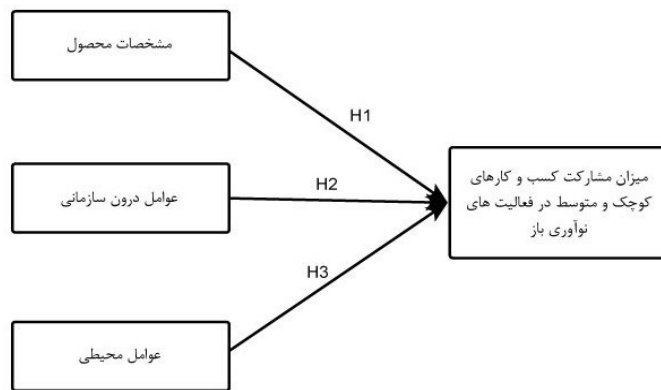 مشخصات محصول
H1
عوامل درون سازمانی
H2
میزان مشارکت کسب و کارهای
کوچک و متوسط در فعالیت های
نوآوری باز
H3
عوامل محیطی